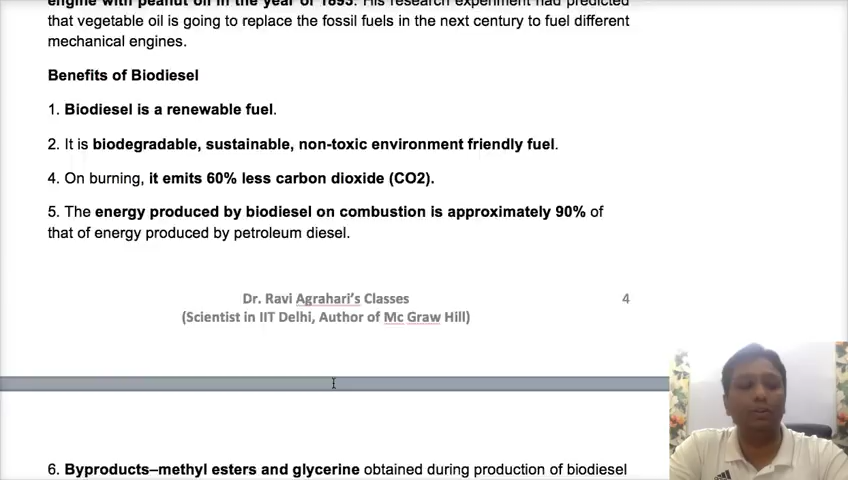 engine with peanut oil in the year of 1893. His research experiment had predicted
that vegetable oil is going to replace the fossil fuels in the next century to fuel different
mechanical engines.
Benefits of Biodiesel
1. Biodiesel is a renewable fuel.
2. It is biodegradable, sustainable, non-toxic environment friendly fuel.
4. On burning, it emits 60% less carbon dioxide (CO2).
5. The energy produced by biodiesel on combustion is approximately 90% of
that of energy produced by petroleum diesel.
Dr. Ravi Agrahari's Classes
4
(Scientist in IIT Delhi, Author of Mc Graw Hill)
6. Byproducts–methyl esters and glycerine obtained during production of biodiesel